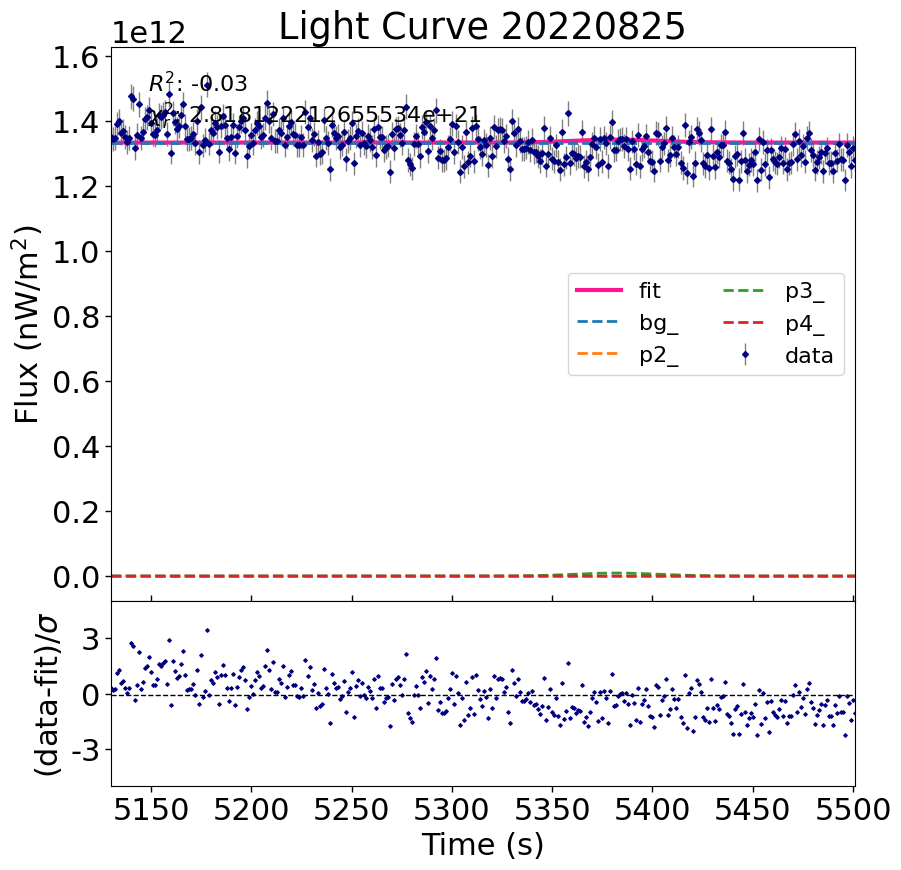 Light Curve 20220825
1e12
R²: -0.03
χ²: 2.818122212655534e+21
1.6
1.4
1.2
1.0
0.8
0.6
0.4
0.2
0.0
Flux (nW/m²)
fit
bg_
p2_
p3_
p4_
data
3
0
-3
(data-fit)/σ
5150 5200 5250 5300 5350 5400 5450 5500
Time (s)